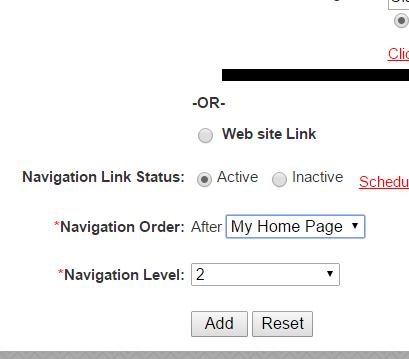 -OR-
Web site Link
Navigation Link Status: Active Inactive
*Navigation Order: After My Home Page
*Navigation Level: 2
Add Reset